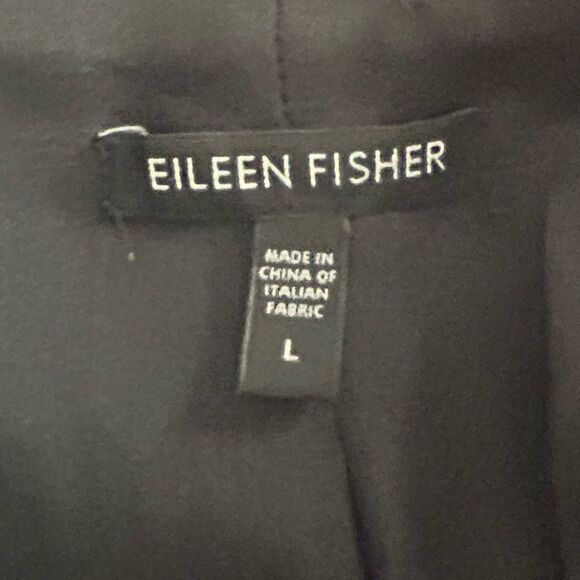 EILEEN FISHER
MADE IN
CHINA OF
ITALIAN
FABRIC
L